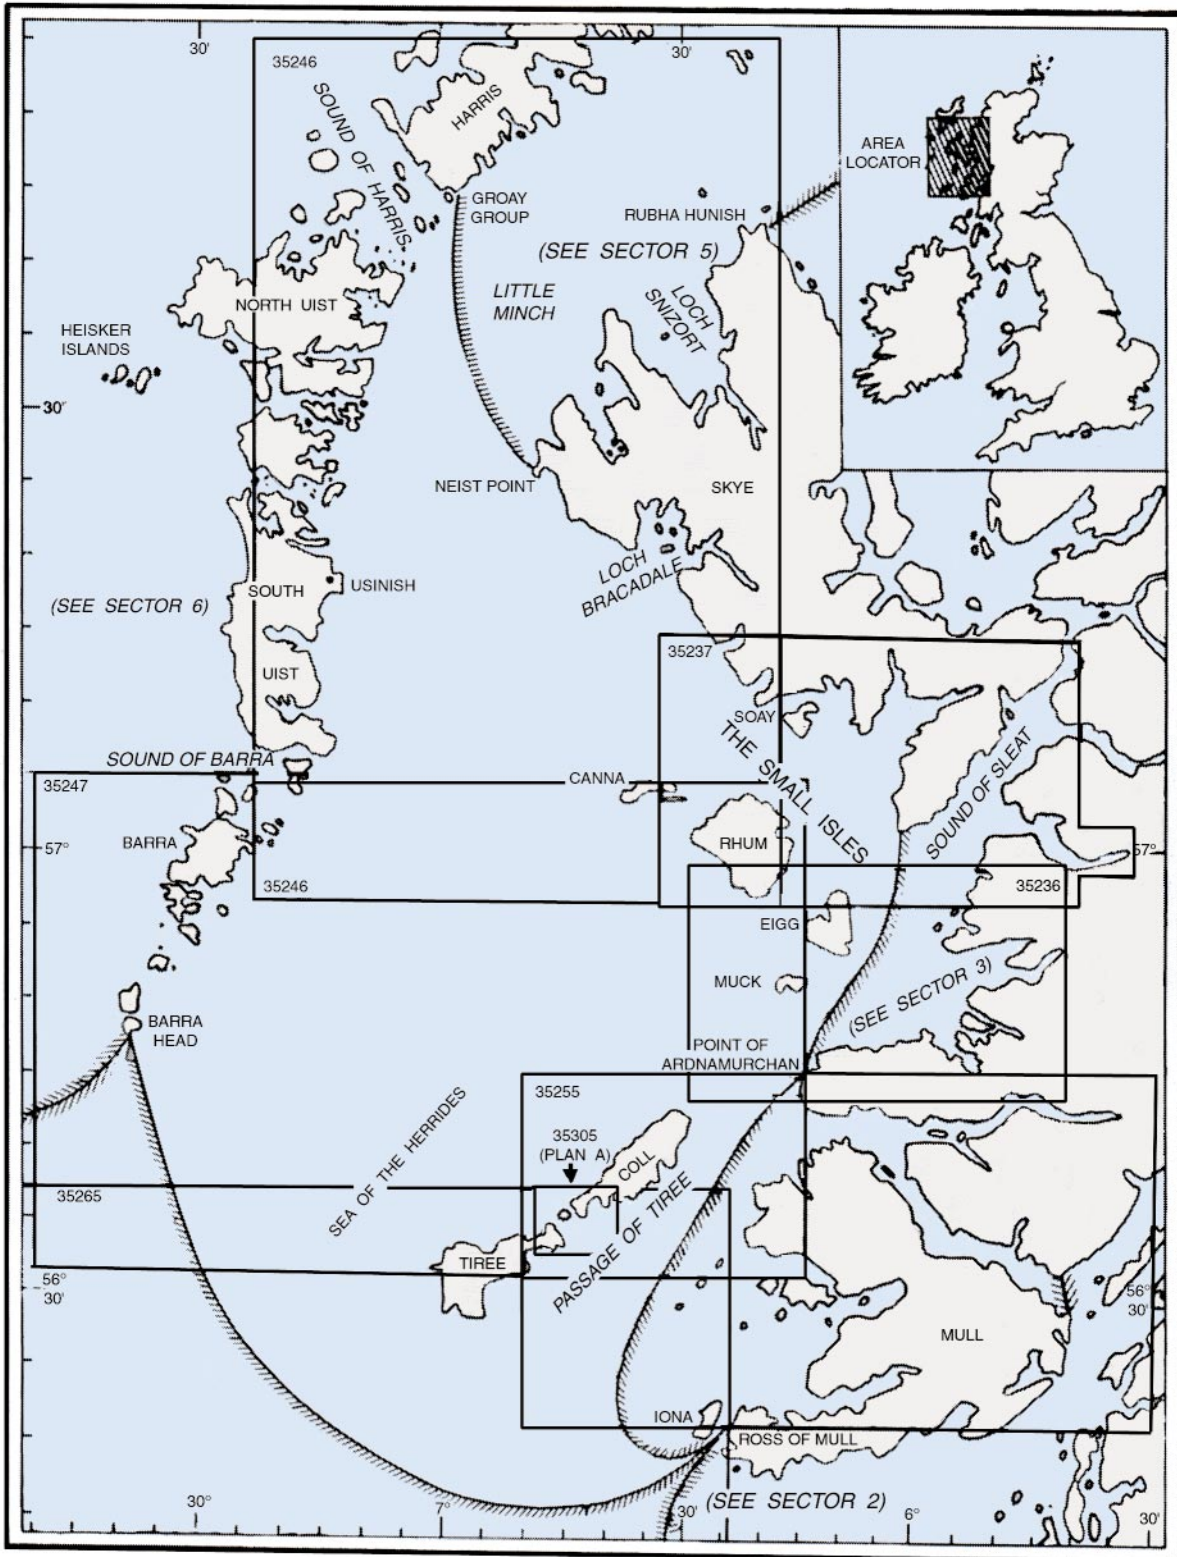 30'
30'
35246
SOUND OF HARRIS
HARRIS
AREA
LOCATOR
GROAY
GROUP
RUBHA HUNISH
(SEE SECTOR 5)
LITTLE
MINCH
LOCH
SNIZORT
NORTH UIST
HEISKER
ISLANDS
30'
NEIST POINT
SKYE
LOCH
BRACADALE
SOUTH
USINISH
(SEE SECTOR 6)
UIST
35237
SOAY
THE SMALL ISLES
SOUND OF SLEAT
SOUND OF BARRA
35247
CANNA
BARRA
57°
RHUM
57°
35246
35236
EIGG
MUCK
(SEE SECTOR 3)
BARRA
HEAD
POINT OF
ARDNAMURCHAN
35255
35305
(PLAN A)
COLL
SEA OF THE HERRIDES
35265
PASSAGE OF TIREE
TIREE
56°
30'
56°
30'
MULL
IONA
ROSS OF MULL
(SEE SECTOR 2)
30°
7°
30'
6°
30'